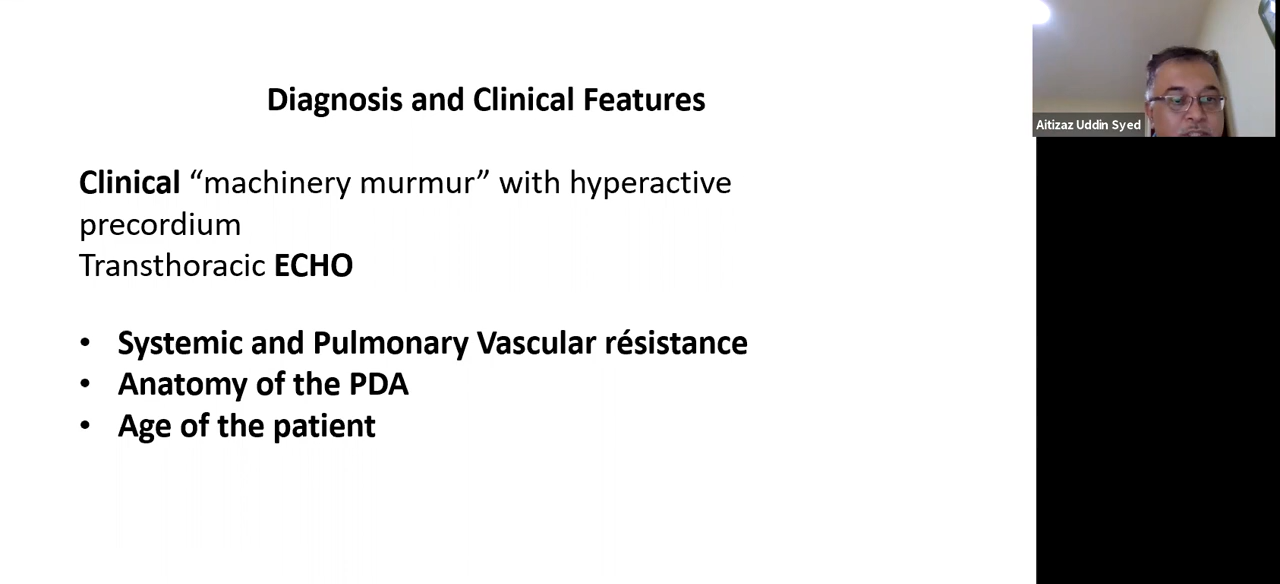 Diagnosis and Clinical Features
Clinical “machinery murmur” with hyperactive
precordium
Transthoracic ECHO
• Systemic and Pulmonary Vascular résistance
• Anatomy of the PDA
• Age of the patient
Aitizaz Uddin Syed